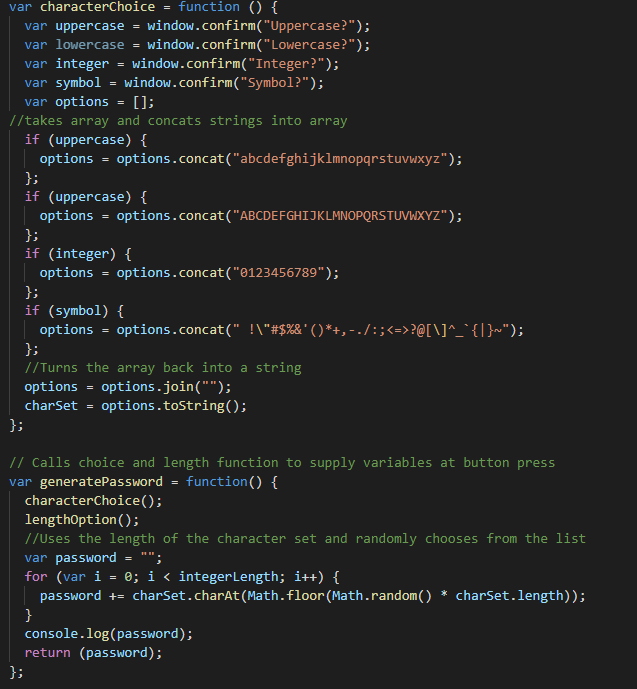 var characterChoice = function () {
var uppercase = window.confirm("Uppercase?");
var lowercase = window.confirm("Lowercase?");
var integer = window.confirm("Integer?");
var symbol = window.confirm("Symbol?");
var options = [];
//takes array and concats strings into array
if (uppercase) {
options = options.concat("abcdefghijklmnopqrstuvwxyz");
};
if (uppercase) {
options = options.concat("ABCDEFGHIJKLMNOPQRSTUVWXYZ");
};
if (integer) {
options = options.concat("0123456789");
};
if (symbol) {
options = options.concat(" !\"#$%&'()*+,-./:;<=>?@[\]^_`{|}~");
};
//Turns the array back into a string
options = options.join("");
charSet = options.toString();
};
// Calls choice and length function to supply variables at button press
var generatePassword = function() {
characterChoice();
lengthOption();
//Uses the length of the character set and randomly chooses from the list
var password = "";
for (var i = 0; i < integerLength; i++) {
password += charSet.charAt(Math.floor(Math.random() * charSet.length));
}
console.log(password);
return (password);
};